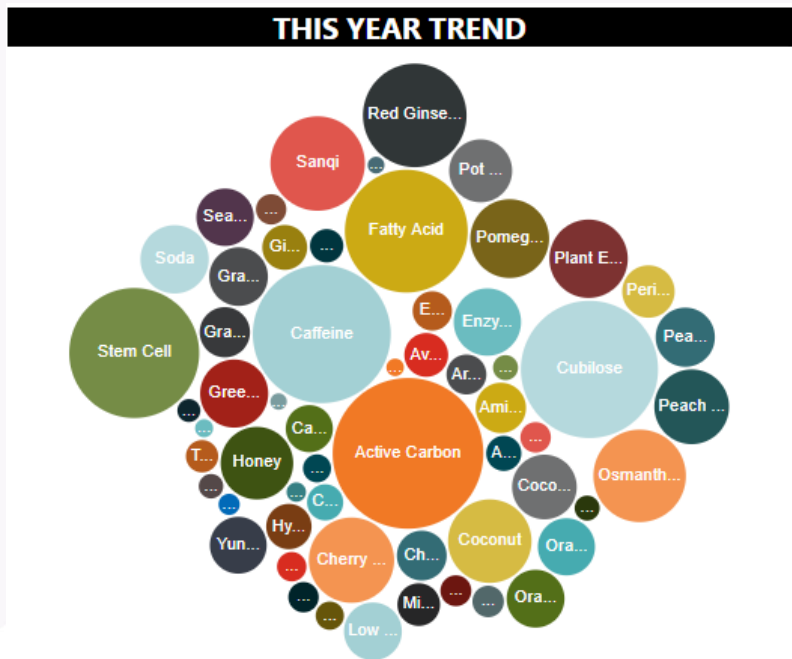 THIS YEAR TREND
Red Ginse...
Sanqi
...
Pot ...
Sea...
...
Fatty Acid
Pomeg...
Gi...
...
Soda
Plant E...
Gra...
Peri...
E...
Enzy...
Gra...
Caffeine
Pea...
Stem Cell
Av...
...
...
Cubilose
Ar...
Gree...
...
Ami...
Peach ...
...
...
Ca...
...
T...
Honey
Active Carbon
A...
...
Osmanth...
...
...
C...
Coco...
...
...
Hy...
Yun...
Coconut
Ora...
Cherry ...
Ch...
...
...
Mi...
...
...
Ora...
...
Low ...